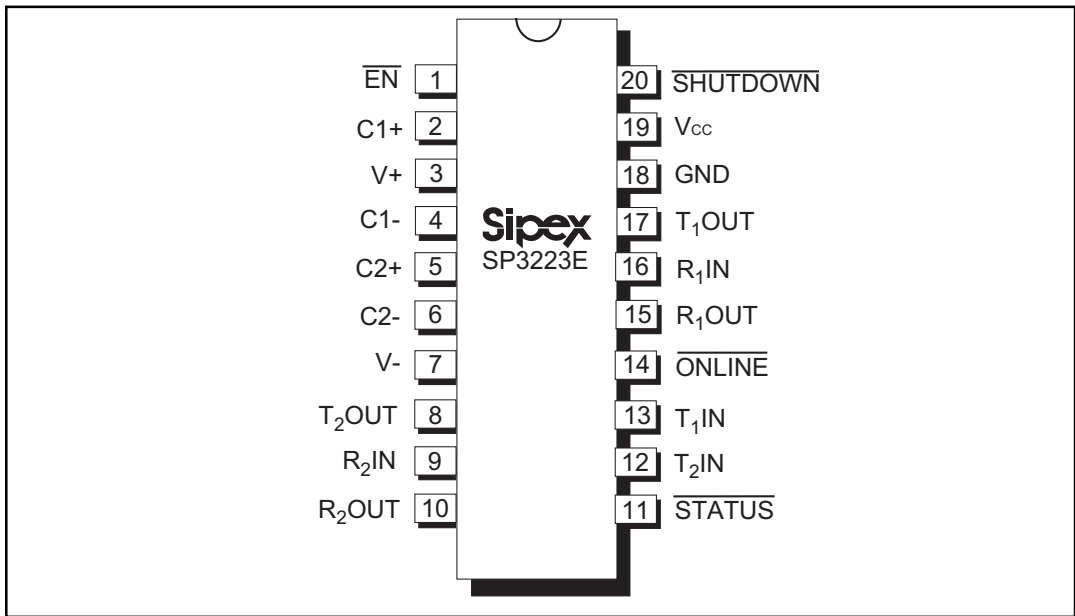 EN 1
C1+ 2
V+ 3
C1- 4
C2+ 5
C2- 6
V- 7
T₂OUT 8
R₂IN 9
R₂OUT 10
Sipex
SP3223E
20 SHUTDOWN
19 Vcc
18 GND
17 T₁OUT
16 R₁IN
15 R₁OUT
14 ONLINE
13 T₁IN
12 T₂IN
11 STATUS